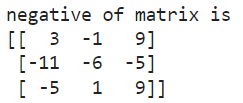 negative of matrix is
[[  3  -1   9]
 [-11  -6  -5]
 [ -5   1   9]]